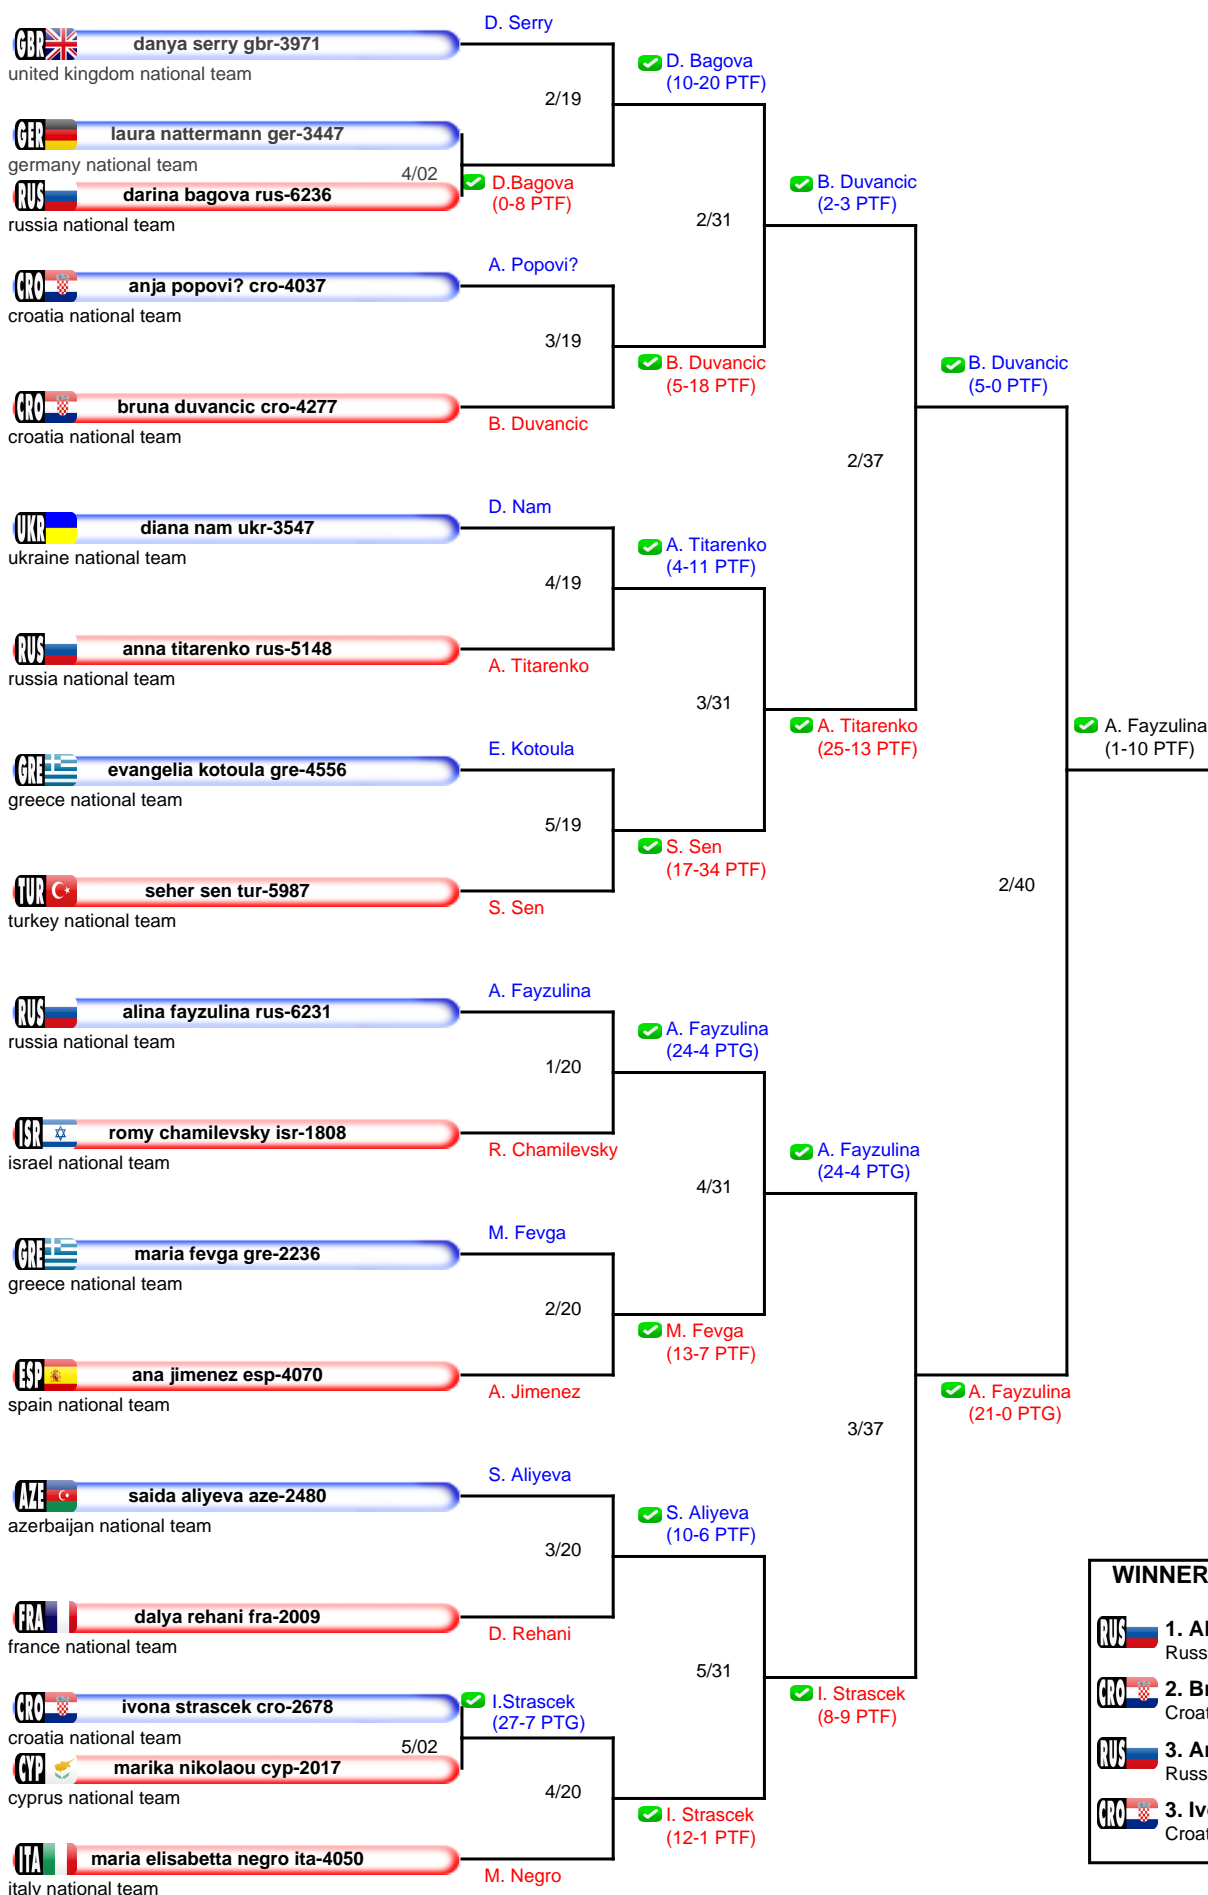 D. Serry
GBR danya serry gbr-3971
united kingdom national team
D. Bagova
(10-20 PTF)
2/19
GER laura nattermann ger-3447
germany national team
4/02
RUS darina bagova rus-6236
russia national team
D.Bagova
(0-8 PTF)
B. Duvancic
(2-3 PTF)
2/31
A. Popovi?
CRO anja popovi? cro-4037
croatia national team
3/19
B. Duvancic
(5-18 PTF)
B. Duvancic
(5-0 PTF)
CRO bruna duvancic cro-4277
croatia national team
B. Duvancic
2/37
D. Nam
UKR diana nam ukr-3547
ukraine national team
A. Titarenko
(4-11 PTF)
4/19
RUS anna titarenko rus-5148
russia national team
A. Titarenko
3/31
A. Titarenko
(25-13 PTF)
A. Fayzulina
(1-10 PTF)
E. Kotoula
GRE evangelia kotoula gre-4556
greece national team
5/19
S. Sen
(17-34 PTF)
TUR seher sen tur-5987
turkey national team
S. Sen
2/40
A. Fayzulina
RUS alina fayzulina rus-6231
russia national team
A. Fayzulina
(24-4 PTG)
1/20
ISR romy chamilevsky isr-1808
israel national team
R. Chamilevsky
A. Fayzulina
(24-4 PTG)
4/31
M. Fevga
GRE maria fevga gre-2236
greece national team
2/20
M. Fevga
(13-7 PTF)
ESP ana jimenez esp-4070
spain national team
A. Jimenez
A. Fayzulina
(21-0 PTG)
3/37
S. Aliyeva
AZE saida aliyeva aze-2480
azerbaijan national team
S. Aliyeva
(10-6 PTF)
3/20
FRA dalya rehani fra-2009
france national team
D. Rehani
5/31
CRO ivona strascek cro-2678
croatia national team
I.Strascek
(27-7 PTG)
I. Strascek
(8-9 PTF)
5/02
CYP marika nikolaou cyp-2017
cyprus national team
4/20
I. Strascek
(12-1 PTF)
ITA maria elisabetta negro ita-4050
italy national team
M. Negro
WINNER
RUS 1. Al
Russ
CRO 2. Br
Croat
RUS 3. An
Russ
CRO 3. Ivo
Croat